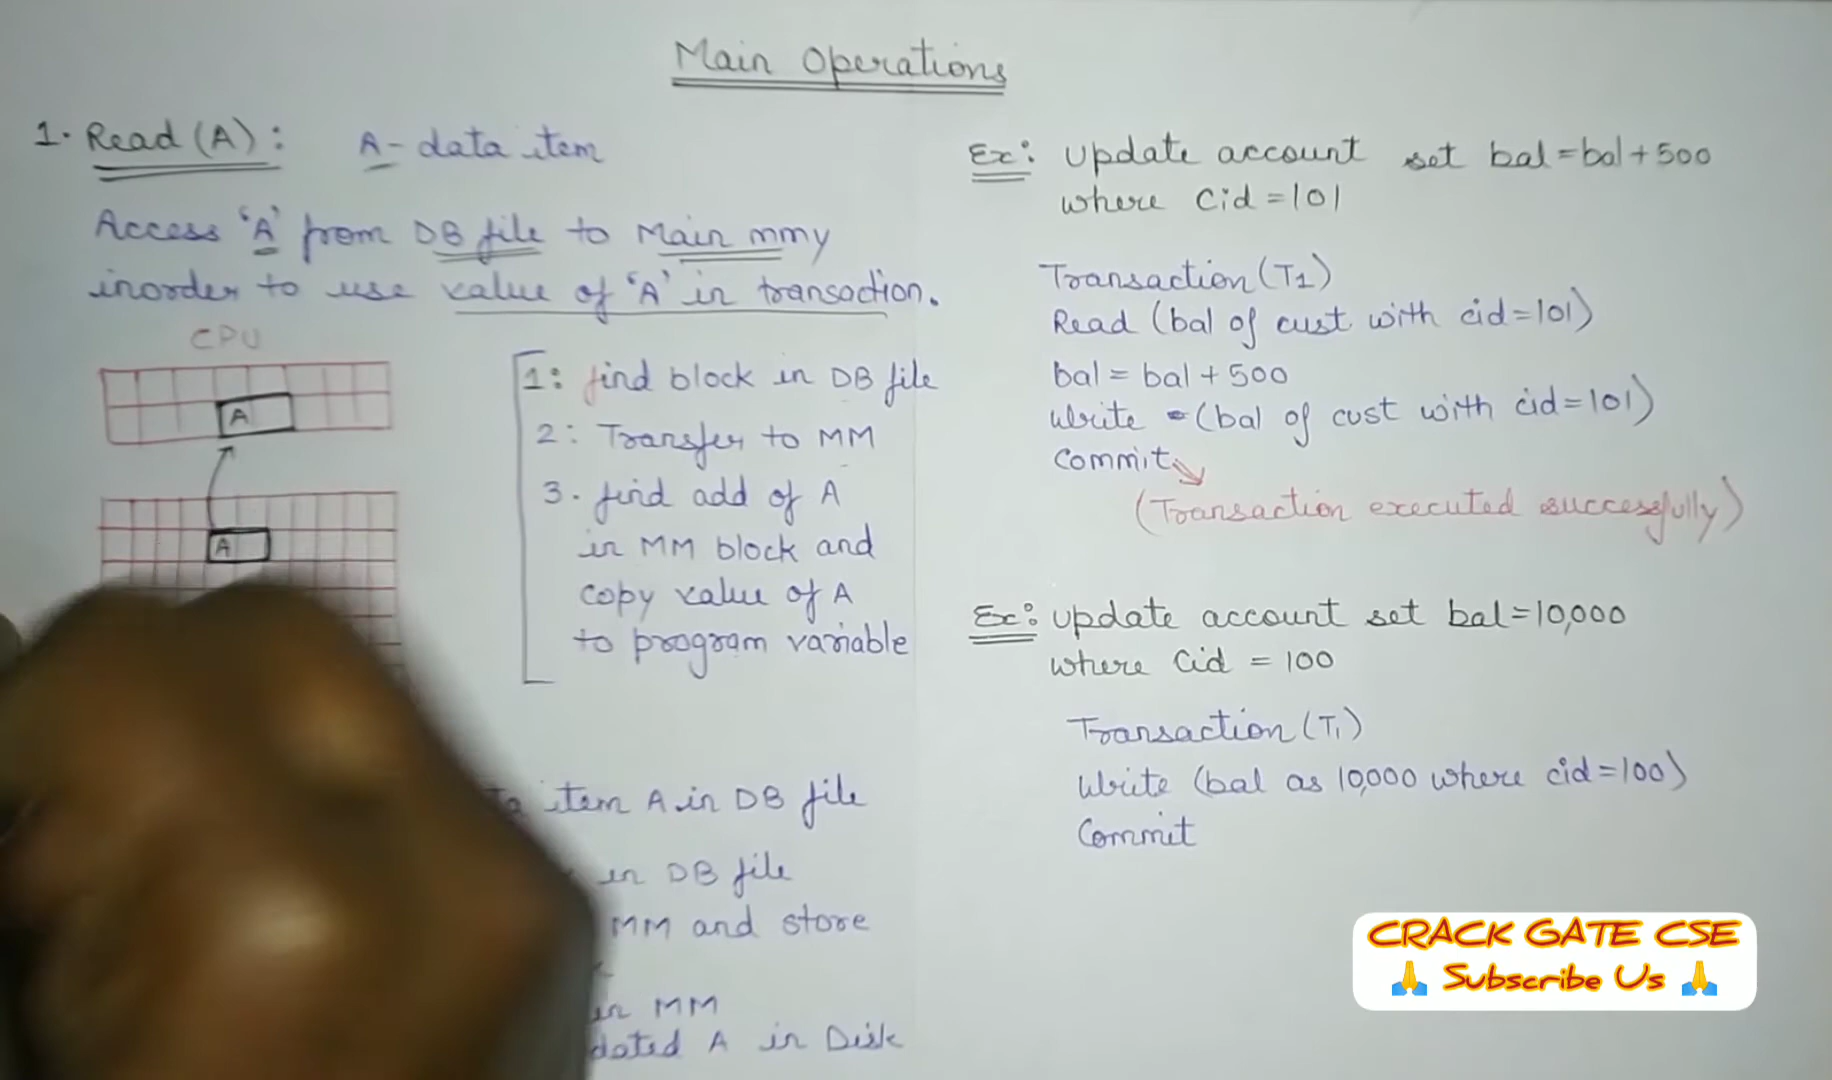 Main Operations
1. Read (A): A - data item
Access 'A' from DB file to Main mmy
inorder to use value of 'A' in transaction.
CPU
A
A
1: find block in DB file
2: Transfer to MM
3. find add of A
in MM block and
copy value of A
to program variable
item A in DB file
in DB file
MM and store
in MM
dated A in Disk
Ex: update account set bal=bal+500
where cid=101
Transaction (T1)
Read (bal of cust with cid=101)
bal = bal + 500
Write (bal of cust with cid=101)
Commit
(Transaction executed successfully)
Ex: update account set bal=10,000
where cid = 100
Transaction (T1)
Write (bal as 10,000 where cid=100)
Commit
CRACK GATE CSE
🙏 Subscribe Us 🙏